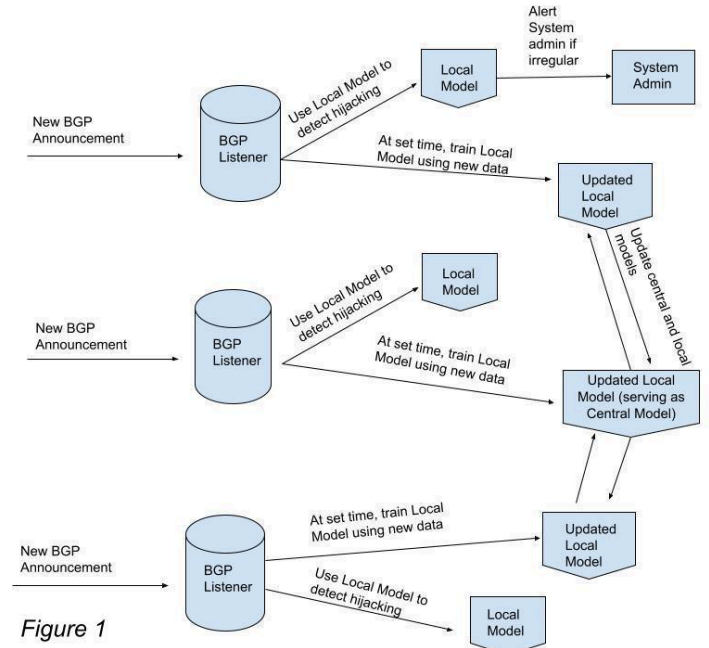 Alert
System
admin if
irregular
Use Local Model to
detect hijacking
Local
Model
System
Admin
New BGP
Announcement
BGP
Listener
At set time, train Local
Model using new data
Updated
Local
Model
Update central and local
models
Use Local Model to
detect hijacking
Local
Model
New BGP
Announcement
BGP
Listener
At set time, train Local
Model using new data
Updated Local
Model (serving as
Central Model)
At set time, train Local
Model using new data
Updated
Local
Model
New BGP
Announcement
BGP
Listener
Use Local Model to
detect hijacking
Local
Model
Figure 1